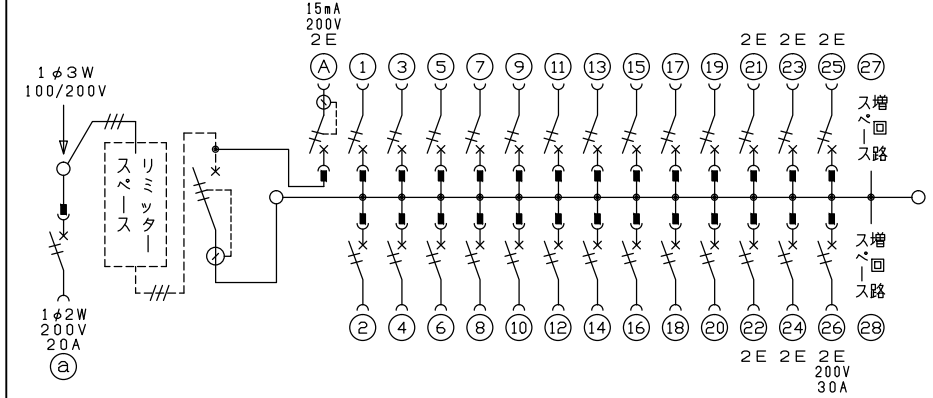 15mA
200V
2E
2E 2E 2E
1φ3W
100/200V
A 1 3 5 7 9 11 13 15 17 19 21 23 25 27
増回路
スペース
リミッター
スペース
増回路
スペース
1φ2W
200V
20A
a
2 4 6 8 10 12 14 16 18 20 22 24 26 28
2E 2E 2E
200V
30A